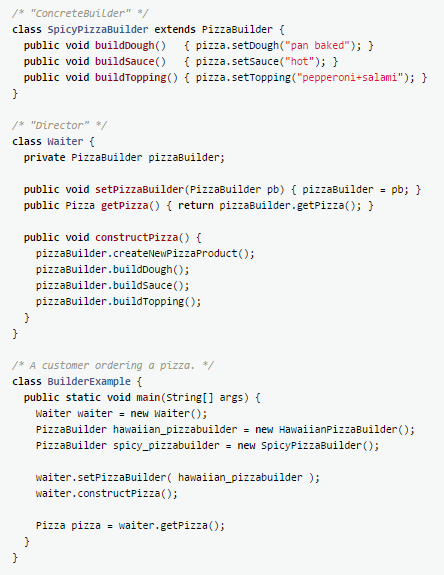 /* "ConcreteBuilder" */
class SpicyPizzaBuilder extends PizzaBuilder {
  public void buildDough()   { pizza.setDough("pan baked"); }
  public void buildSauce()   { pizza.setSauce("hot"); }
  public void buildTopping() { pizza.setTopping("pepperoni+salami"); }
}

/* "Director" */
class Waiter {
  private PizzaBuilder pizzaBuilder;

  public void setPizzaBuilder(PizzaBuilder pb) { pizzaBuilder = pb; }
  public Pizza getPizza() { return pizzaBuilder.getPizza(); }

  public void constructPizza() {
    pizzaBuilder.createNewPizzaProduct();
    pizzaBuilder.buildDough();
    pizzaBuilder.buildSauce();
    pizzaBuilder.buildTopping();
  }
}

/* A customer ordering a pizza. */
class BuilderExample {
  public static void main(String[] args) {
    Waiter waiter = new Waiter();
    PizzaBuilder hawaiian_pizzabuilder = new HawaiianPizzaBuilder();
    PizzaBuilder spicy_pizzabuilder = new SpicyPizzaBuilder();

    waiter.setPizzaBuilder( hawaiian_pizzabuilder );
    waiter.constructPizza();

    Pizza pizza = waiter.getPizza();
  }
}